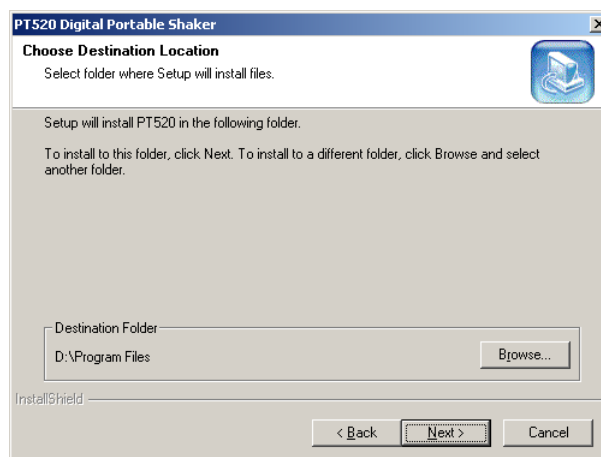 PT520 Digital Portable Shaker
Choose Destination Location
Select folder where Setup will install files.
Setup will install PT520 in the following folder.
To install to this folder, click Next. To install to a different folder, click Browse and select
another folder.
Destination Folder
D:\Program Files
Browse...
InstallShield
< Back
Next >
Cancel